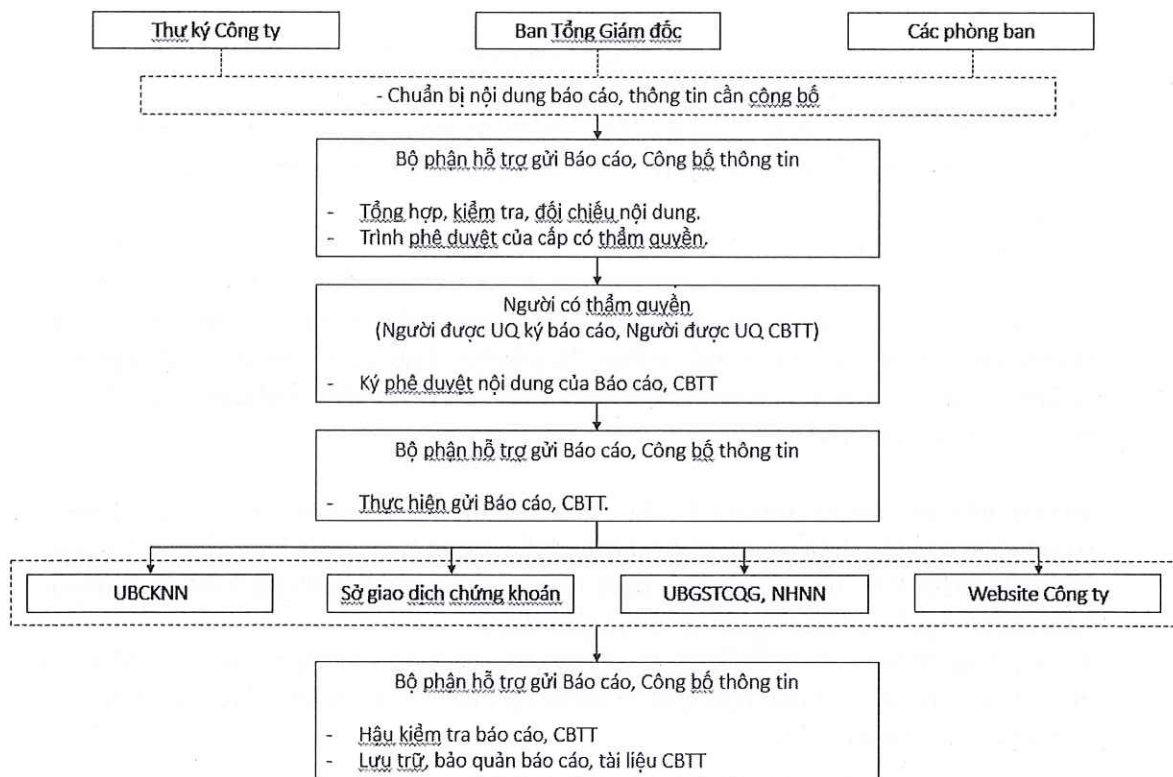 Thư ký Công ty
Ban Tổng Giám đốc
Các phòng ban
- Chuẩn bị nội dung báo cáo, thông tin cần công bố
Bộ phận hỗ trợ gửi Báo cáo, Công bố thông tin
- Tổng hợp, kiểm tra, đối chiếu nội dung.
- Trình phê duyệt của cấp có thẩm quyền.
Người có thẩm quyền
(Người được UQ ký báo cáo, Người được UQ CBTT)
- Ký phê duyệt nội dung của Báo cáo, CBTT
Bộ phận hỗ trợ gửi Báo cáo, Công bố thông tin
- Thực hiện gửi Báo cáo, CBTT.
UBCKNN
Sở giao dịch chứng khoán
UBGSTCQG, NHNN
Website Công ty
Bộ phận hỗ trợ gửi Báo cáo, Công bố thông tin
- Hậu kiểm tra báo cáo, CBTT
- Lưu trữ, bảo quản báo cáo, tài liệu CBTT